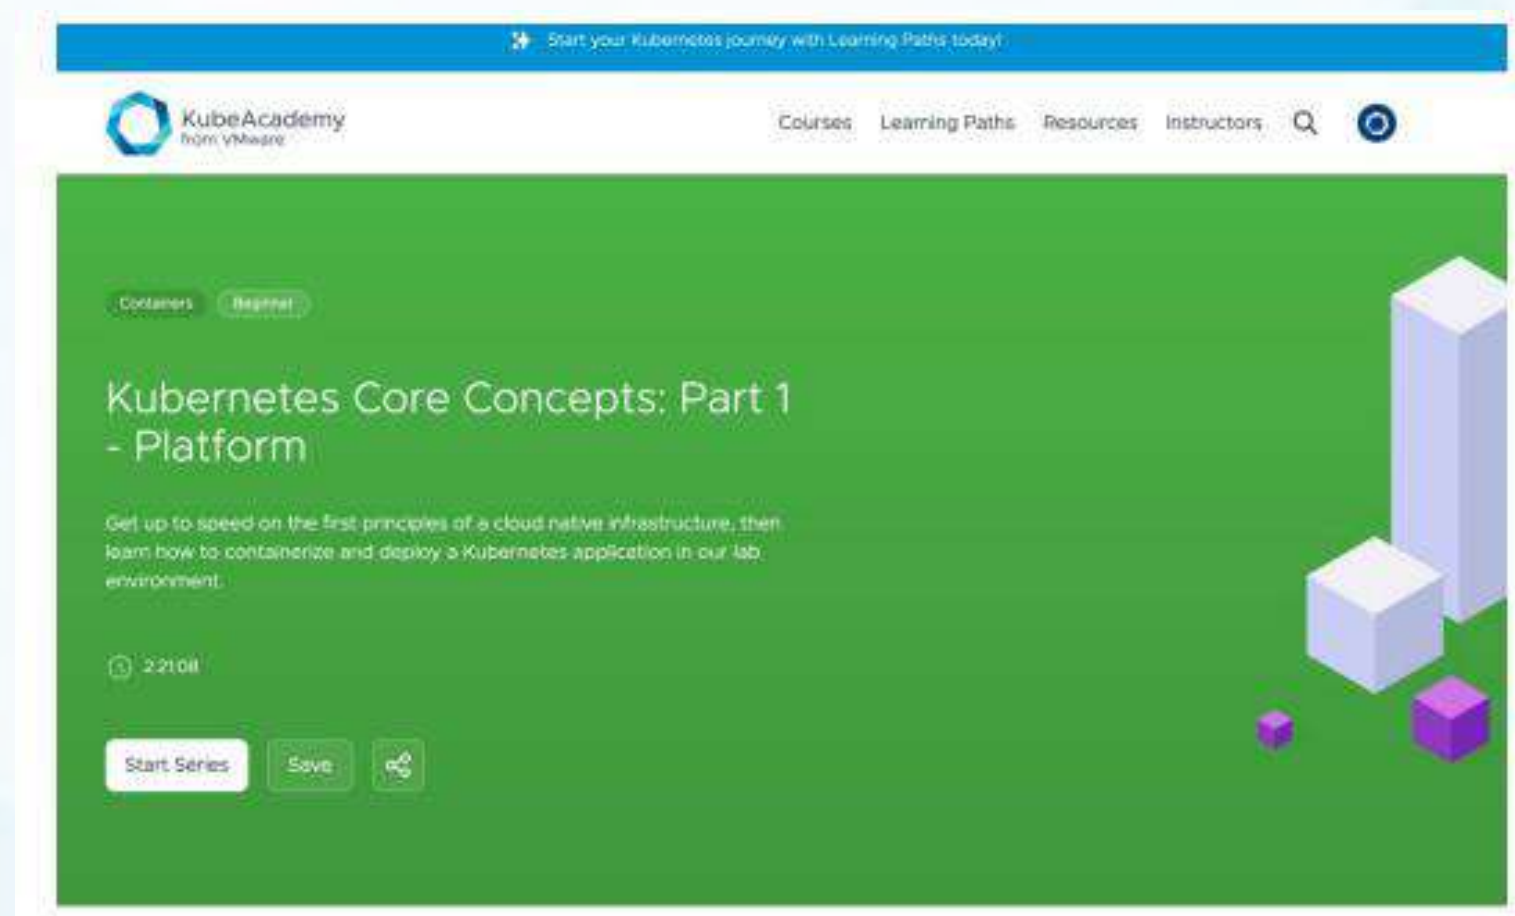 Start your Kubernetes journey with Learning Paths today!
KubeAcademy
from VMware
Courses Learning Paths Resources Instructors
Containers Beginner
Kubernetes Core Concepts: Part 1
- Platform
Get up to speed on the first principles of a cloud native infrastructure, then
learn how to containerize and deploy a Kubernetes application in our lab
environment.
2:21:08
Start Series Save